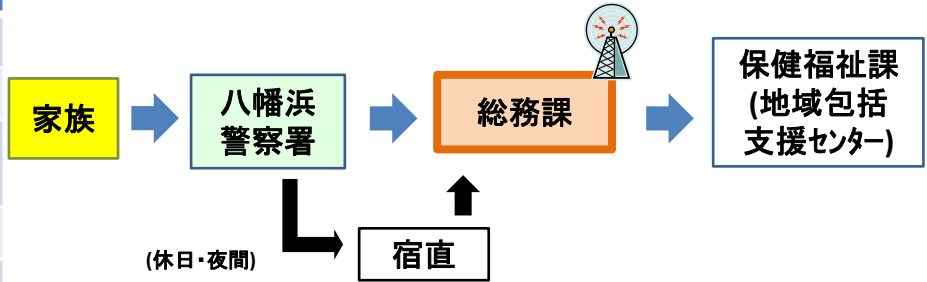 家族
八幡浜
警察署
総務課
保健福祉課
(地域包括
支援センター)
(休日・夜間)
宿直